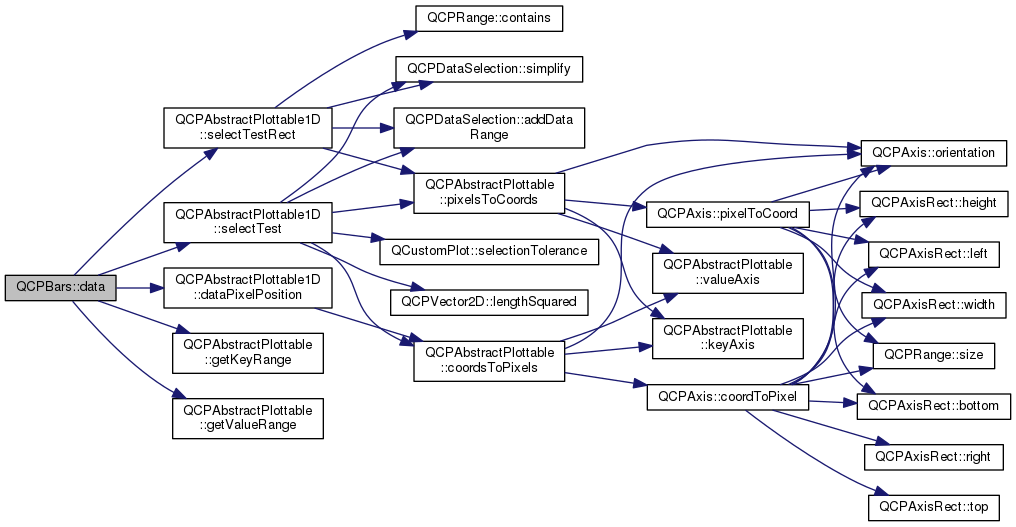 QCPBars::data
QCPAbstractPlottable1D
::selectTestRect
QCPAbstractPlottable1D
::selectTest
QCPAbstractPlottable1D
::dataPixelPosition
QCPAbstractPlottable
::getKeyRange
QCPAbstractPlottable
::getValueRange
QCPRange::contains
QCPDataSelection::simplify
QCPDataSelection::addData
Range
QCPAbstractPlottable
::pixelsToCoords
QCustomPlot::selectionTolerance
QCPVector2D::lengthSquared
QCPAbstractPlottable
::coordsToPixels
QCPAxis::pixelToCoord
QCPAbstractPlottable
::valueAxis
QCPAbstractPlottable
::keyAxis
QCPAxis::coordToPixel
QCPAxis::orientation
QCPAxisRect::height
QCPAxisRect::left
QCPAxisRect::width
QCPRange::size
QCPAxisRect::bottom
QCPAxisRect::right
QCPAxisRect::top